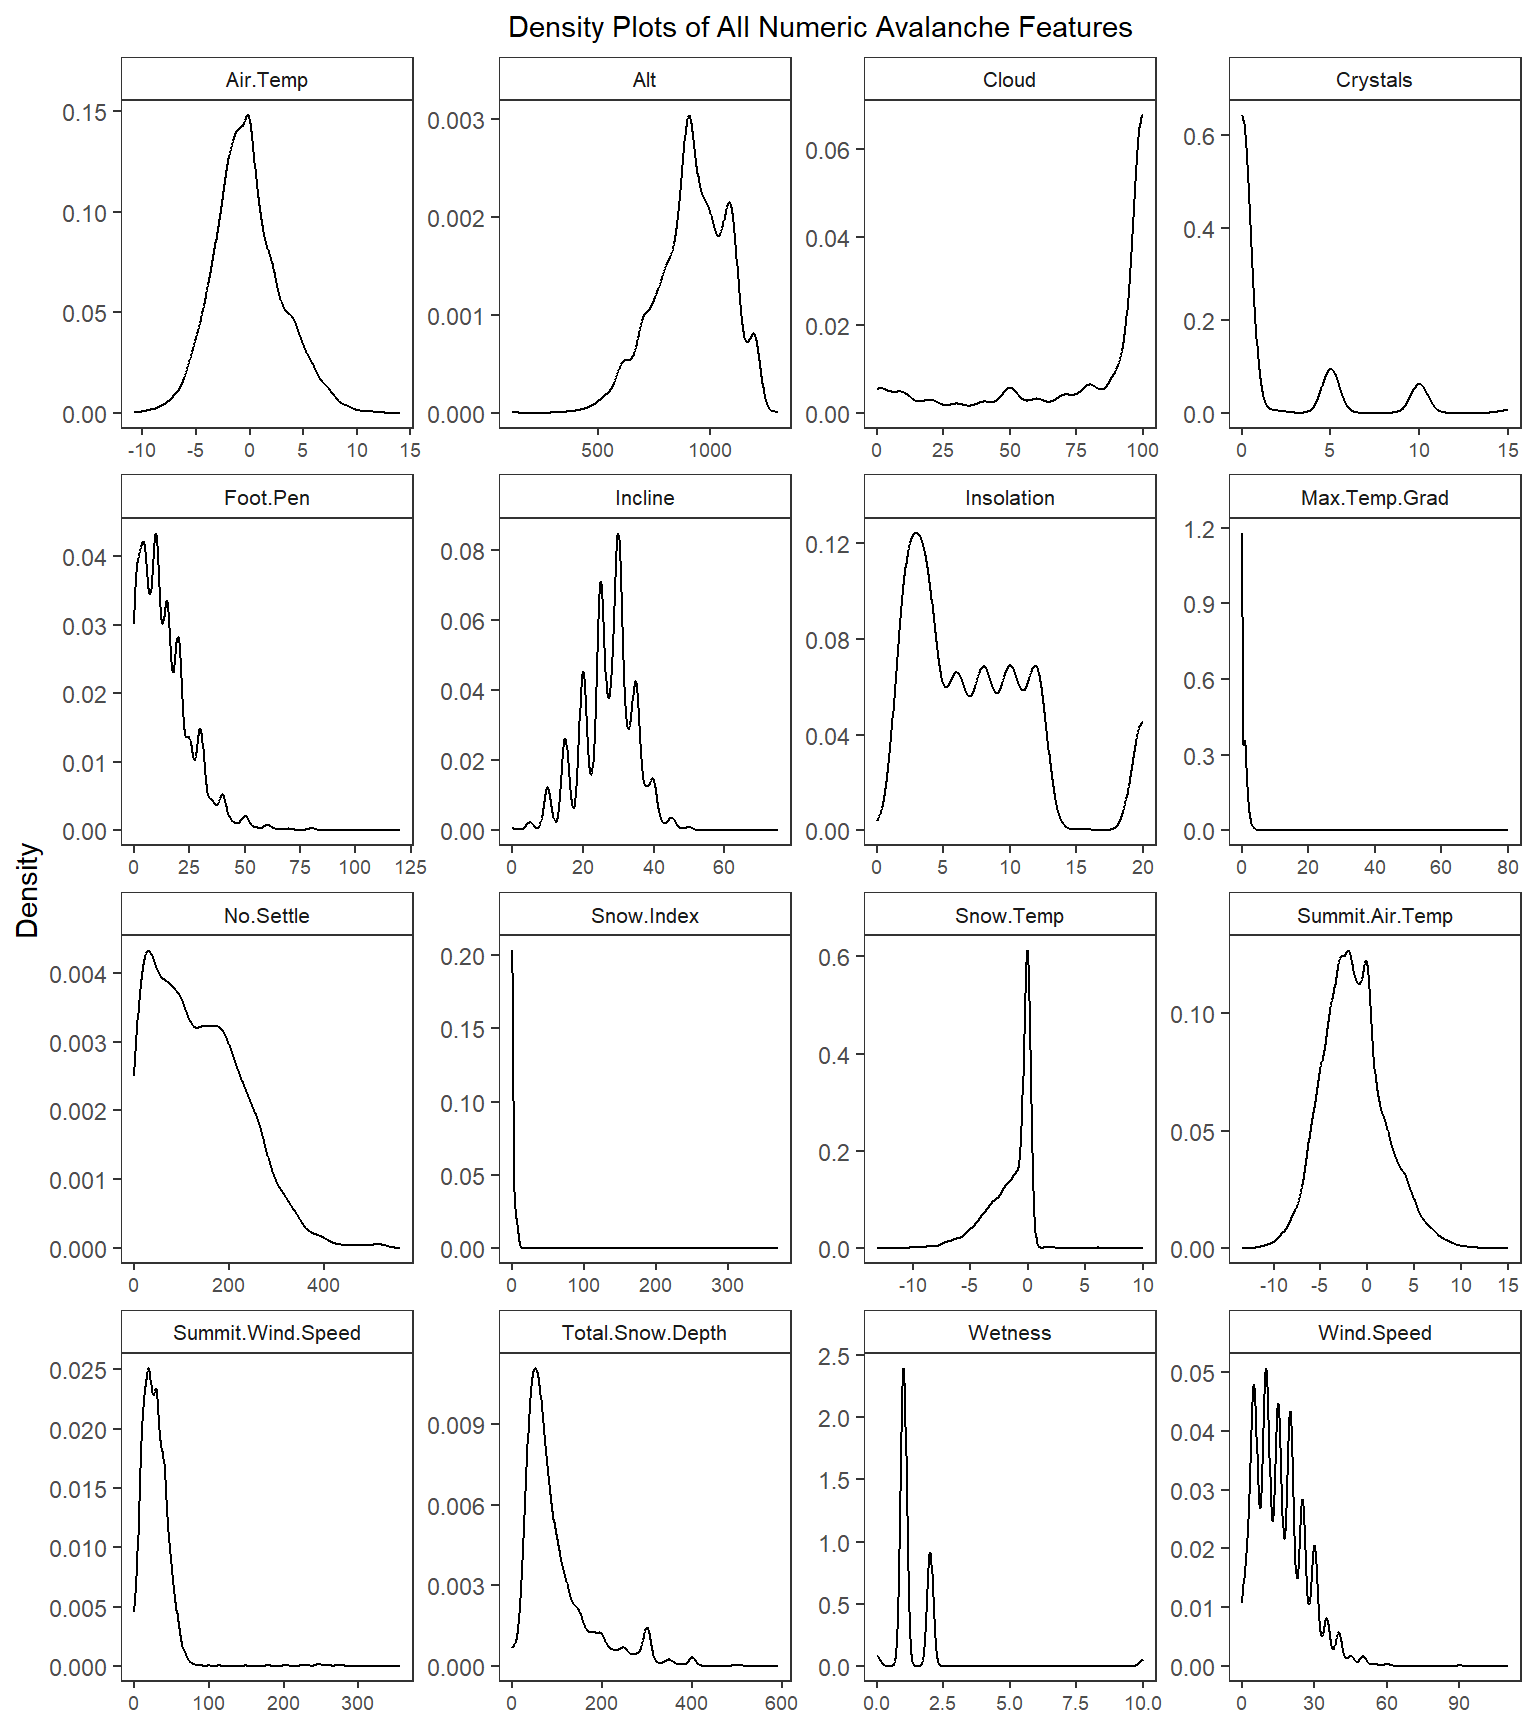 Density Plots of All Numeric Avalanche Features
Air.Temp Alt Cloud Crystals
0.15 0.10 0.05 0.00
0.003 0.002 0.001 0.000
0.06 0.04 0.02 0.00
0.6 0.4 0.2 0.0
-10 -5 0 5 10 15
500 1000
0 25 50 75 100
0 5 10 15
Foot.Pen Incline Insolation Max.Temp.Grad
0.04 0.03 0.02 0.01 0.00
0.08 0.06 0.04 0.02 0.00
0.12 0.08 0.04 0.00
1.2 0.9 0.6 0.3 0.0
0 25 50 75 100 125
0 20 40 60
0 5 10 15 20
0 20 40 60 80
Density
No.Settle Snow.Index Snow.Temp Summit.Air.Temp
0.004 0.003 0.002 0.001 0.000
0.20 0.15 0.10 0.05 0.00
0.6 0.4 0.2 0.0
0.10 0.05 0.00
0 200 400
0 100 200 300
-10 -5 0 5 10
-10 -5 0 5 10 15
Summit.Wind.Speed Total.Snow.Depth Wetness Wind.Speed
0.025 0.020 0.015 0.010 0.005 0.000
0.009 0.006 0.003 0.000
2.5 2.0 1.5 1.0 0.5 0.0
0.05 0.04 0.03 0.02 0.01 0.00
0 100 200 300
0 200 400 600
0.0 2.5 5.0 7.5 10.0
0 30 60 90